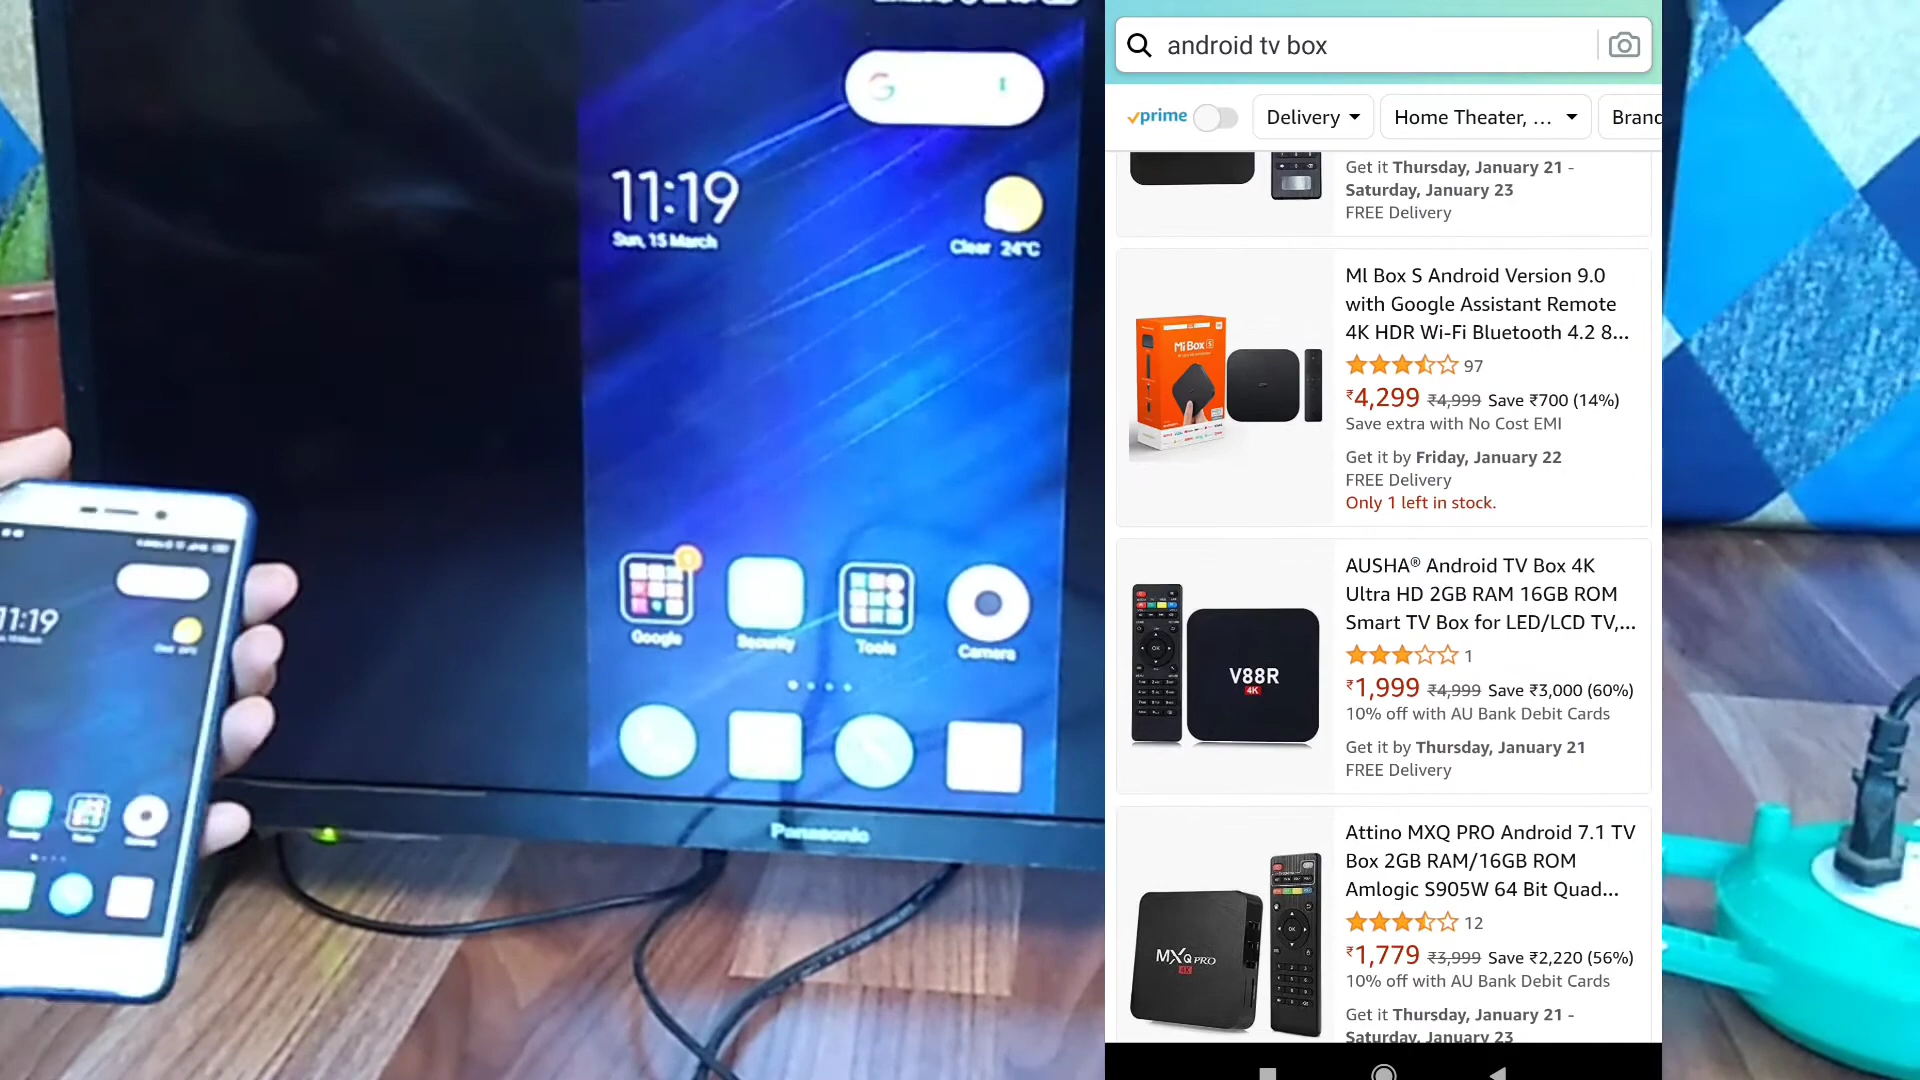 11:19
Sun, 15 March
Clear 24°C
Google
Security
Tools
Camera
Panasonic
11:19
android tv box
prime
Delivery
Home Theater, ...
Brand
Get it Thursday, January 21 -
Saturday, January 23
FREE Delivery
MI Box S Android Version 9.0
with Google Assistant Remote
4K HDR Wi-Fi Bluetooth 4.2 8...
97
₹4,299 ₹4,999 Save ₹700 (14%)
Save extra with No Cost EMI
Get it by Friday, January 22
FREE Delivery
Only 1 left in stock.
Mi Box S
AUSHA® Android TV Box 4K
Ultra HD 2GB RAM 16GB ROM
Smart TV Box for LED/LCD TV,...
1
₹1,999 ₹4,999 Save ₹3,000 (60%)
10% off with AU Bank Debit Cards
Get it by Thursday, January 21
FREE Delivery
OK
V88R
4K
Attino MXQ PRO Android 7.1 TV
Box 2GB RAM/16GB ROM
Amlogic S905W 64 Bit Quad...
12
₹1,779 ₹3,999 Save ₹2,220 (56%)
10% off with AU Bank Debit Cards
Get it Thursday, January 21 -
Saturday, January 23
MXQ PRO
4K
OK